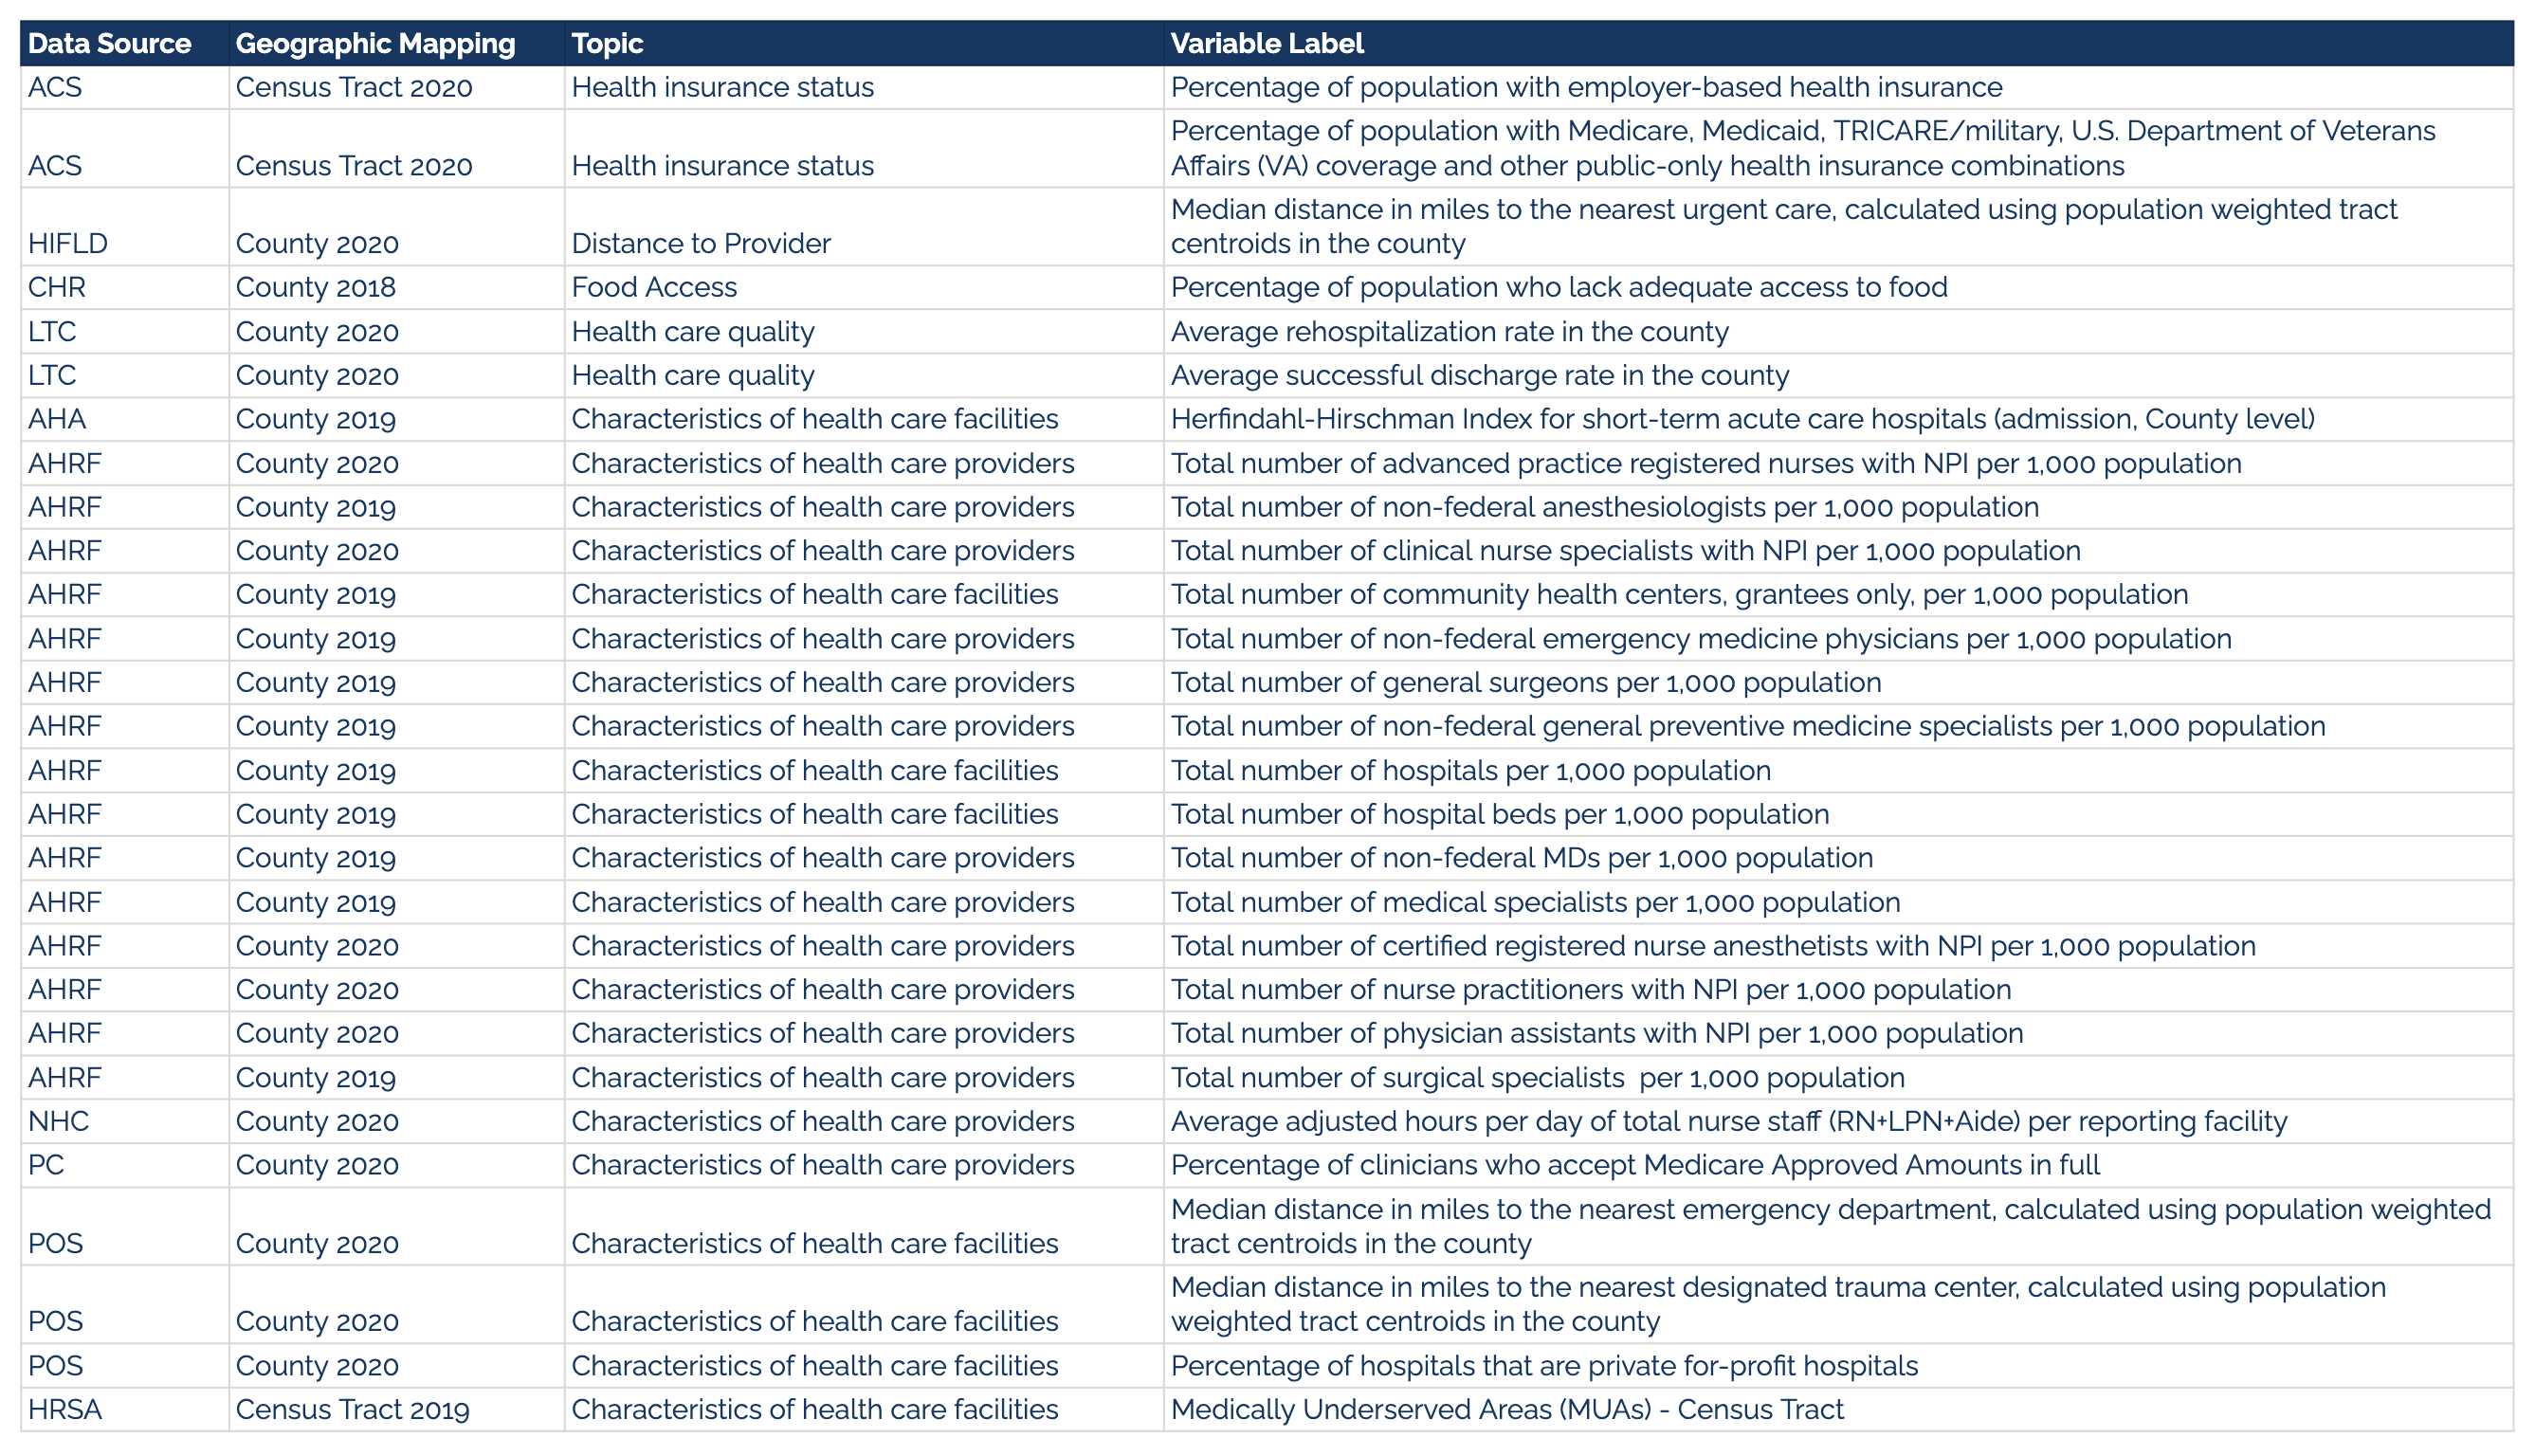 Data Source Geographic Mapping Topic Variable Label
ACS Census Tract 2020 Health insurance status Percentage of population with employer-based health insurance
Percentage of population with Medicare, Medicaid, TRICARE/military, U.S. Department of Veterans
ACS Census Tract 2020 Health insurance status Affairs (VA) coverage and other public-only health insurance combinations
Median distance in miles to the nearest urgent care, calculated using population weighted tract
HIFLD County 2020 Distance to Provider centroids in the county
CHR County 2018 Food Access Percentage of population who lack adequate access to food
LTC County 2020 Health care quality Average rehospitalization rate in the county
LTC County 2020 Health care quality Average successful discharge rate in the county
AHA County 2019 Characteristics of health care facilities Herfindahl-Hirschman Index for short-term acute care hospitals (admission, County level)
AHRF County 2020 Characteristics of health care providers Total number of advanced practice registered nurses with NPI per 1,000 population
AHRF County 2019 Characteristics of health care providers Total number of non-federal anesthesiologists per 1,000 population
AHRF County 2020 Characteristics of health care providers Total number of clinical nurse specialists with NPI per 1,000 population
AHRF County 2019 Characteristics of health care facilities Total number of community health centers, grantees only, per 1,000 population
AHRF County 2019 Characteristics of health care providers Total number of non-federal emergency medicine physicians per 1,000 population
AHRF County 2019 Characteristics of health care providers Total number of general surgeons per 1,000 population
AHRF County 2019 Characteristics of health care providers Total number of non-federal general preventive medicine specialists per 1,000 population
AHRF County 2019 Characteristics of health care facilities Total number of hospitals per 1,000 population
AHRF County 2019 Characteristics of health care facilities Total number of hospital beds per 1,000 population
AHRF County 2019 Characteristics of health care providers Total number of non-federal MDs per 1,000 population
AHRF County 2019 Characteristics of health care providers Total number of medical specialists per 1,000 population
AHRF County 2020 Characteristics of health care providers Total number of certified registered nurse anesthetists with NPI per 1,000 population
AHRF County 2020 Characteristics of health care providers Total number of nurse practitioners with NPI per 1,000 population
AHRF County 2020 Characteristics of health care providers Total number of physician assistants with NPI per 1,000 population
AHRF County 2019 Characteristics of health care providers Total number of surgical specialists  per 1,000 population
NHC County 2020 Characteristics of health care providers Average adjusted hours per day of total nurse staff (RN+LPN+Aide) per reporting facility
PC County 2020 Characteristics of health care providers Percentage of clinicians who accept Medicare Approved Amounts in full
Median distance in miles to the nearest emergency department, calculated using population weighted
POS County 2020 Characteristics of health care facilities tract centroids in the county
Median distance in miles to the nearest designated trauma center, calculated using population
POS County 2020 Characteristics of health care facilities weighted tract centroids in the county
POS County 2020 Characteristics of health care facilities Percentage of hospitals that are private for-profit hospitals
HRSA Census Tract 2019 Characteristics of health care facilities Medically Underserved Areas (MUAs) - Census Tract